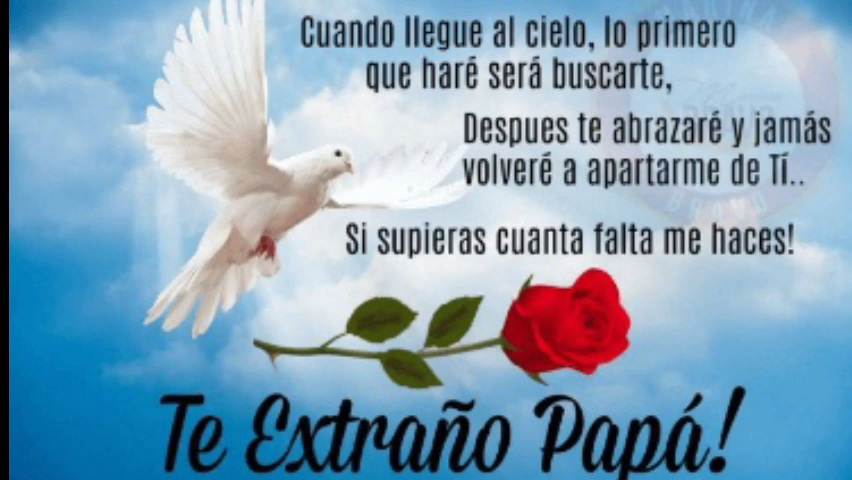 Cuando llegue al cielo, lo primero
que haré será buscarte,
Despues te abrazaré y jamás
volveré a apartarme de Tí..
Si supieras cuanta falta me haces!
Te Extraño Papá!